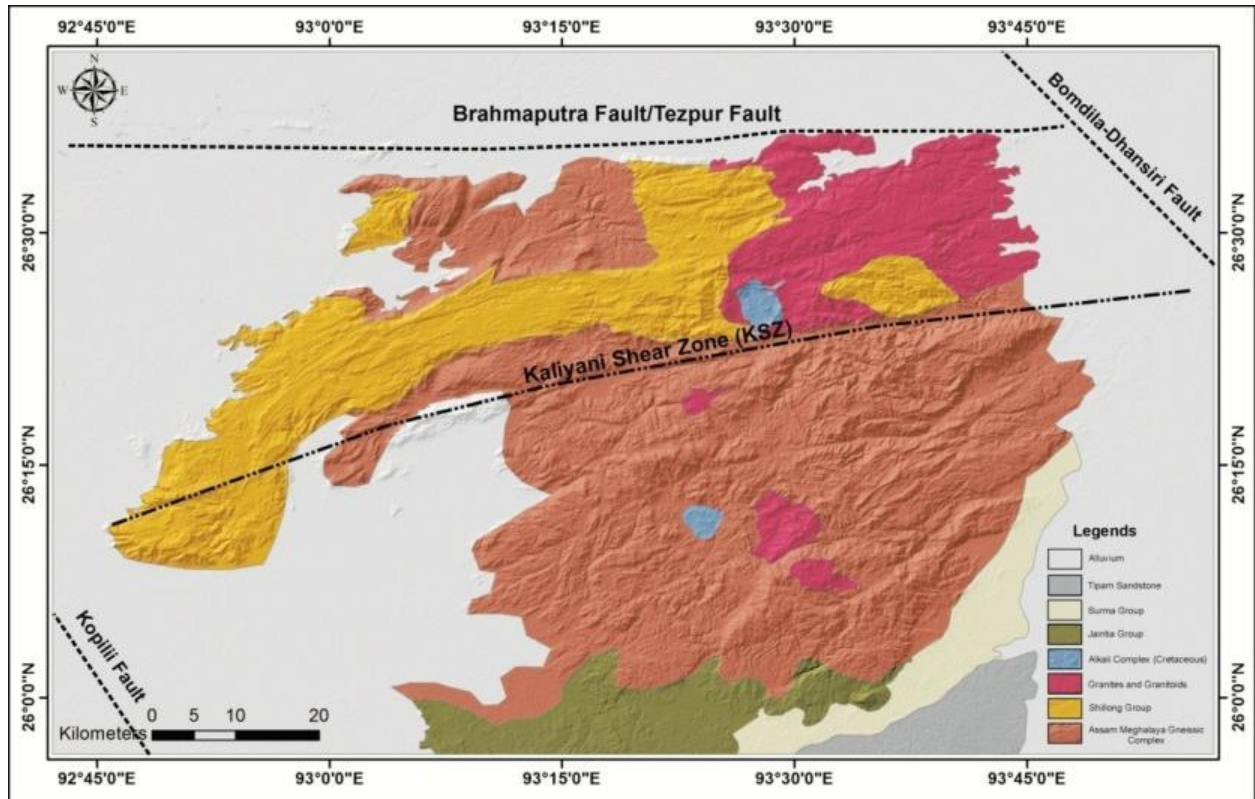 92°45'0"E 93°0'0"E 93°15'0"E 93°30'0"E 93°45'0"E
N
W E
S
Brahmaputra Fault/Tezpur Fault
Bomdila-Dhansiri Fault
26°30'0"N 26°30'0"N
Kaliyani Shear Zone (KSZ)
26°15'0"N 26°15'0"N
Legends
Alluvium
Tipam Sandstone
Surma Group
Jaintia Group
Alkali Complex (Cretaceous)
Granites and Granitoids
Shillong Group
Assam Meghalaya Gneissic
Complex
Kopilii Fault
26°0'0"N 26°0'0"N
0 5 10 20
Kilometers
92°45'0"E 93°0'0"E 93°15'0"E 93°30'0"E 93°45'0"E